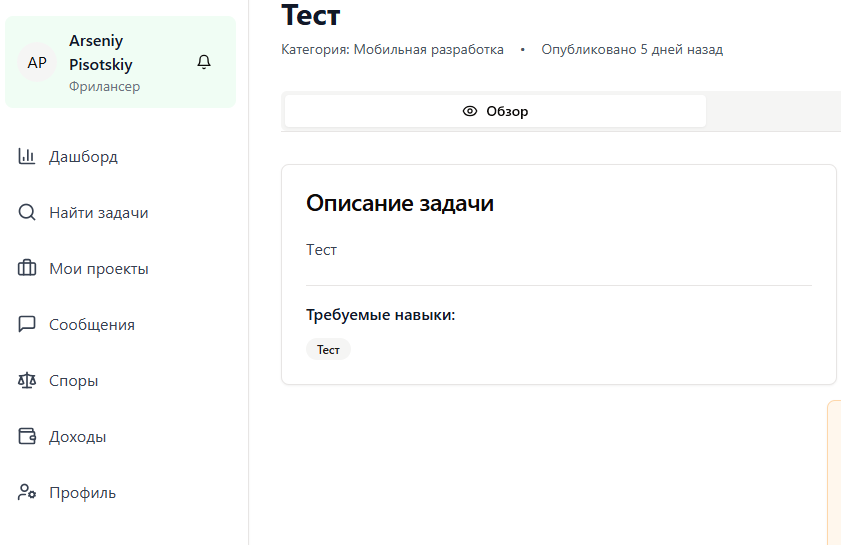 AP
Arseniy
Pisotskiy
Фрилансер
Дашборд
Найти задачи
Мои проекты
Сообщения
Споры
Доходы
Профиль
Тест
Категория: Мобильная разработка • Опубликовано 5 дней назад
Обзор
Описание задачи
Тест
Требуемые навыки:
Тест